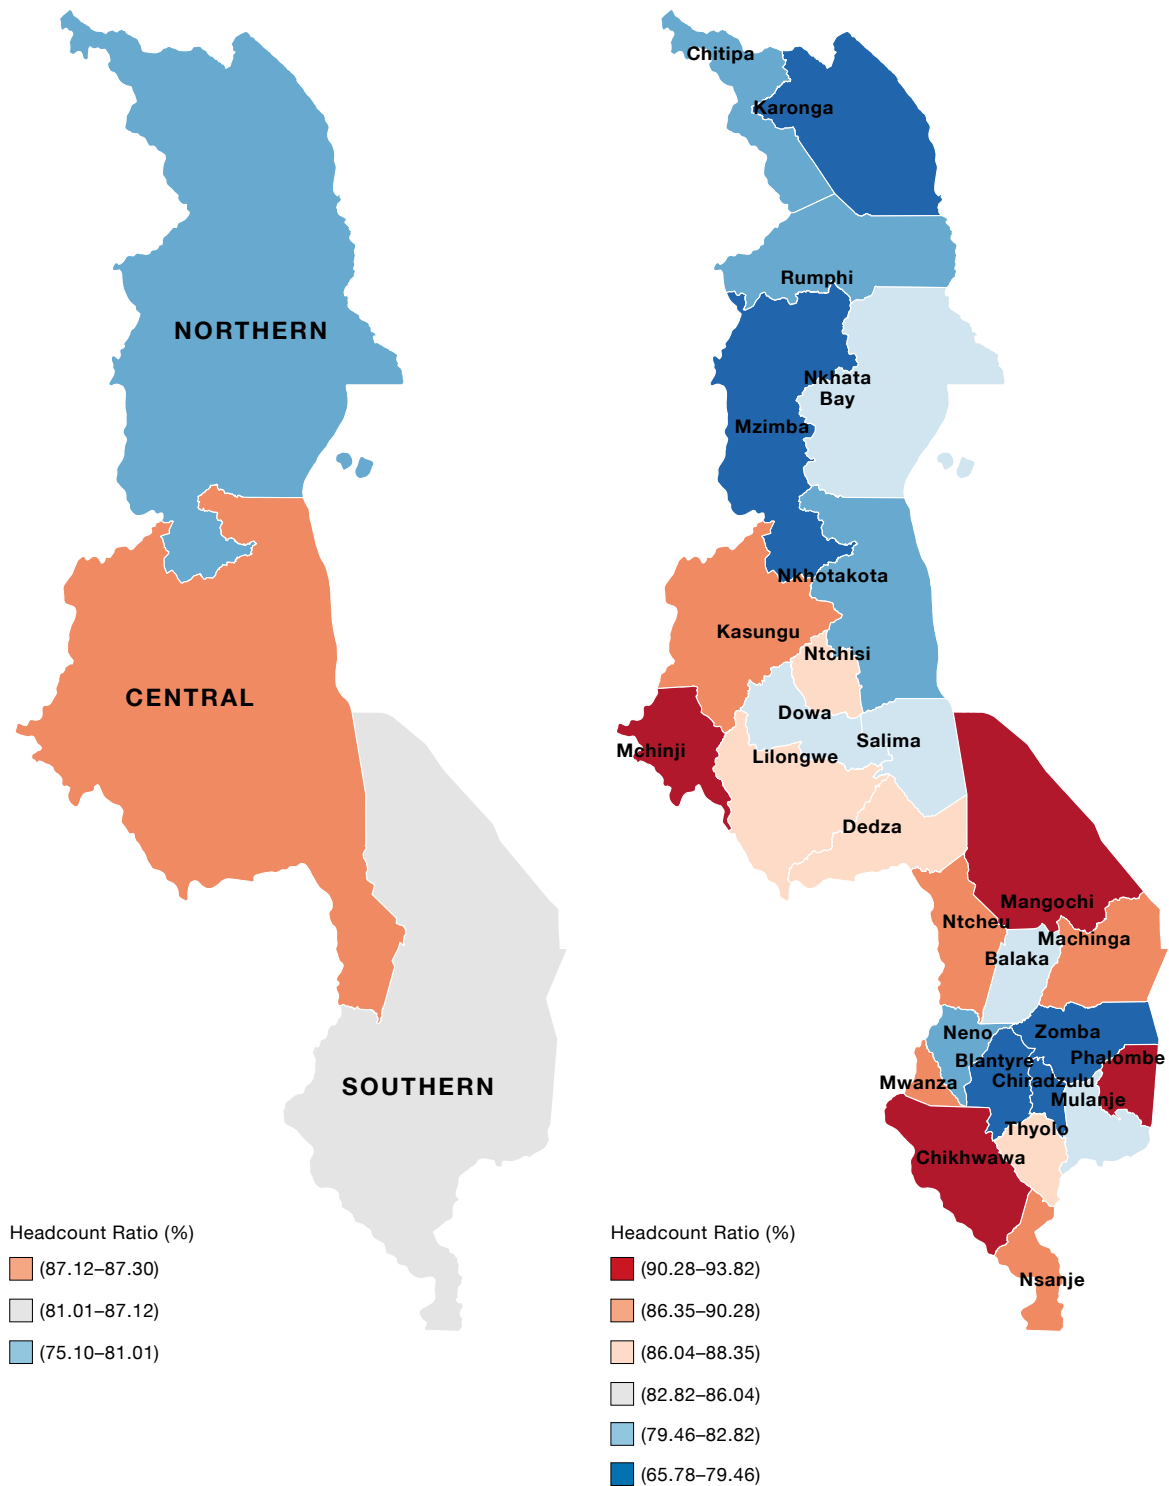 NORTHERN
CENTRAL
SOUTHERN
Headcount Ratio (%)
(87.12–87.30)
(81.01–87.12)
(75.10–81.01)
Chitipa
Karonga
Rumphi
Nkhata
Bay
Mzimba
Nkhotakota
Kasungu
Ntchisi
Dowa
Salima
Mchinji
Lilongwe
Dedza
Mangochi
Ntcheu
Machinga
Balaka
Neno
Zomba
Blantyre
Phalombe
Mwanza
Chiradzulu
Mulanje
Thyolo
Chikhwawa
Nsanje
Headcount Ratio (%)
(90.28–93.82)
(86.35–90.28)
(86.04–88.35)
(82.82–86.04)
(79.46–82.82)
(65.78–79.46)